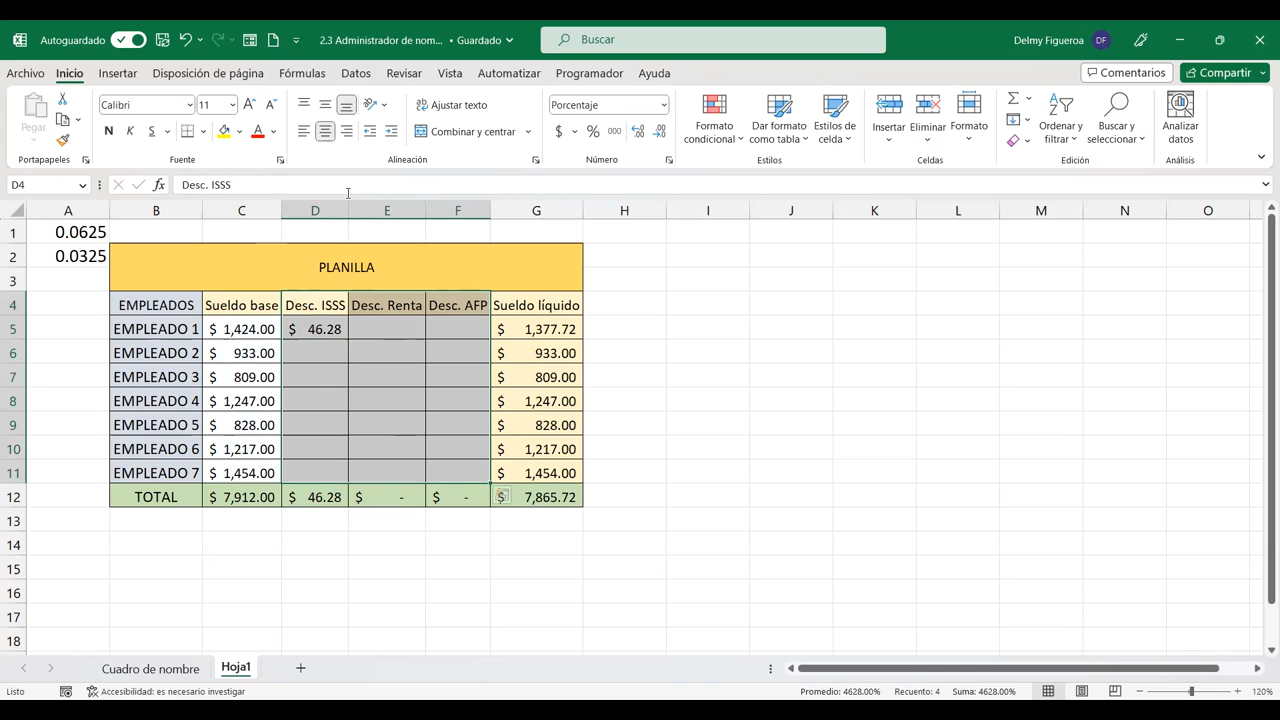 Autoguardado 2.3 Administrador de nom... • Guardado Buscar Delmy Figueroa DF
Archivo Inicio Insertar Disposición de página Fórmulas Datos Revisar Vista Automatizar Programador Ayuda Comentarios Compartir
Pegar Calibri 11 Ajustar texto Porcentaje
N K S Combinar y centrar $ % 000
Formato condicional Dar formato como tabla Estilos de celda Insertar Eliminar Formato Ordenar y filtrar Buscar y seleccionar Analizar datos
Portapapeles Fuente Alineación Número Estilos Celdas Edición Análisis
D4 fx Desc. ISSS
A B C D E F G H I J K L M N O
1 0.0625
2 0.0325
PLANILLA
3
4 EMPLEADOS Sueldo base Desc. ISSS Desc. Renta Desc. AFP Sueldo líquido
5 EMPLEADO 1 $ 1,424.00 $ 46.28 $ 1,377.72
6 EMPLEADO 2 $ 933.00 $ 933.00
7 EMPLEADO 3 $ 809.00 $ 809.00
8 EMPLEADO 4 $ 1,247.00 $ 1,247.00
9 EMPLEADO 5 $ 828.00 $ 828.00
10 EMPLEADO 6 $ 1,217.00 $ 1,217.00
11 EMPLEADO 7 $ 1,454.00 $ 1,454.00
12 TOTAL $ 7,912.00 $ 46.28 $ - $ - $ 7,865.72
13
14
15
16
17
18
Cuadro de nombre Hoja1
Listo Accesibilidad: es necesario investigar Promedio: 4628.00% Recuento: 4 Suma: 4628.00% 120%